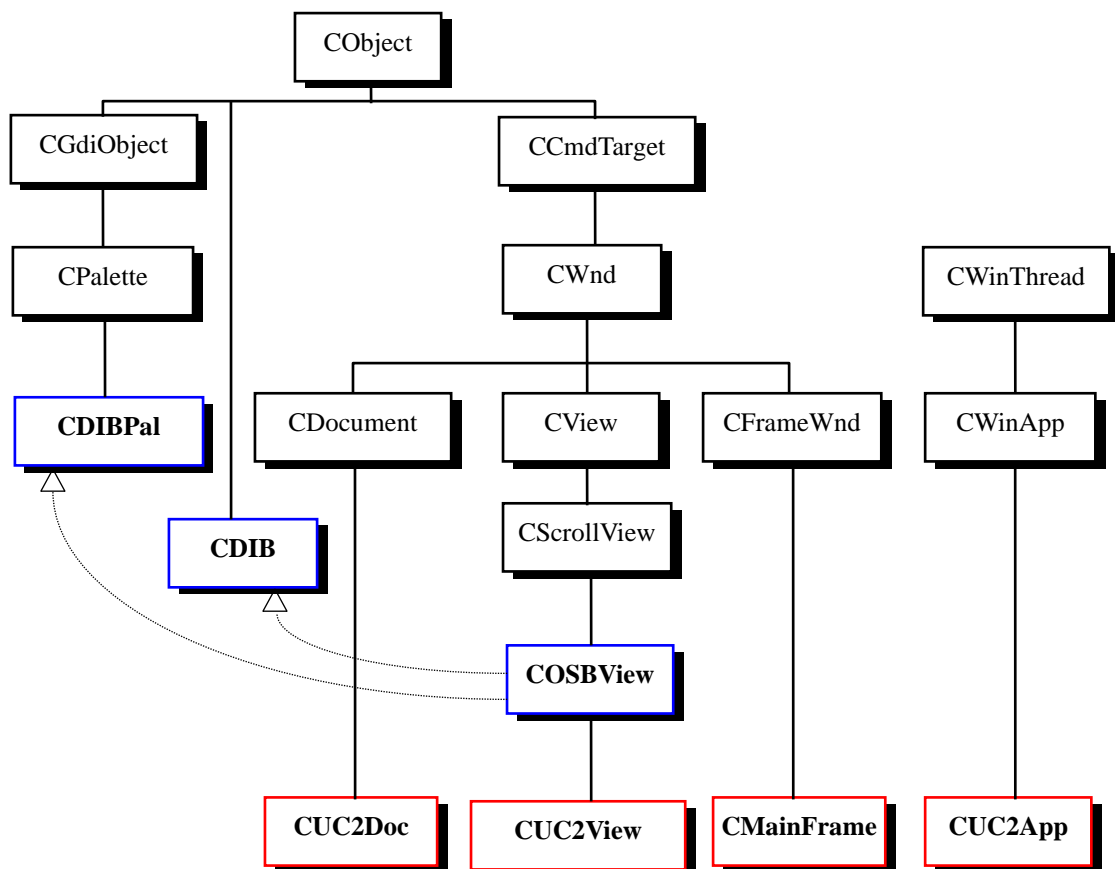 CObject
CGdiObject
CCmdTarget
CPalette
CWnd
CWinThread
CDIBPal
CDocument
CView
CFrameWnd
CWinApp
CDIB
CScrollView
COSBView
CUC2Doc
CUC2View
CMainFrame
CUC2App